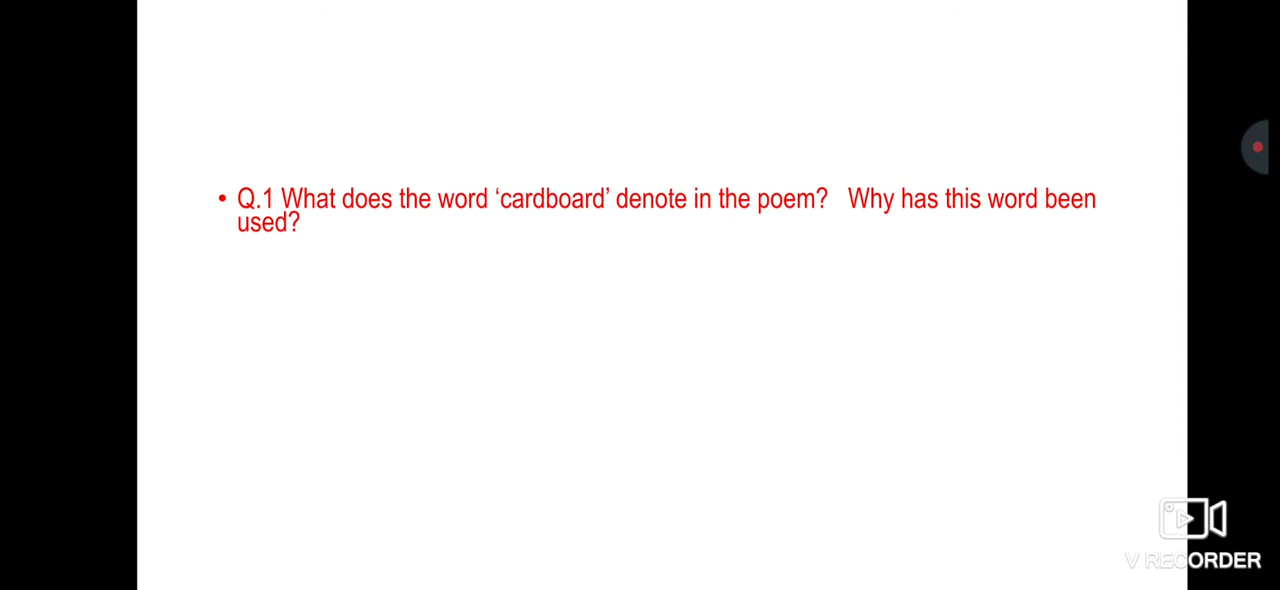 • Q.1 What does the word ‘cardboard’ denote in the poem?   Why has this word been
used?
V RECORDER